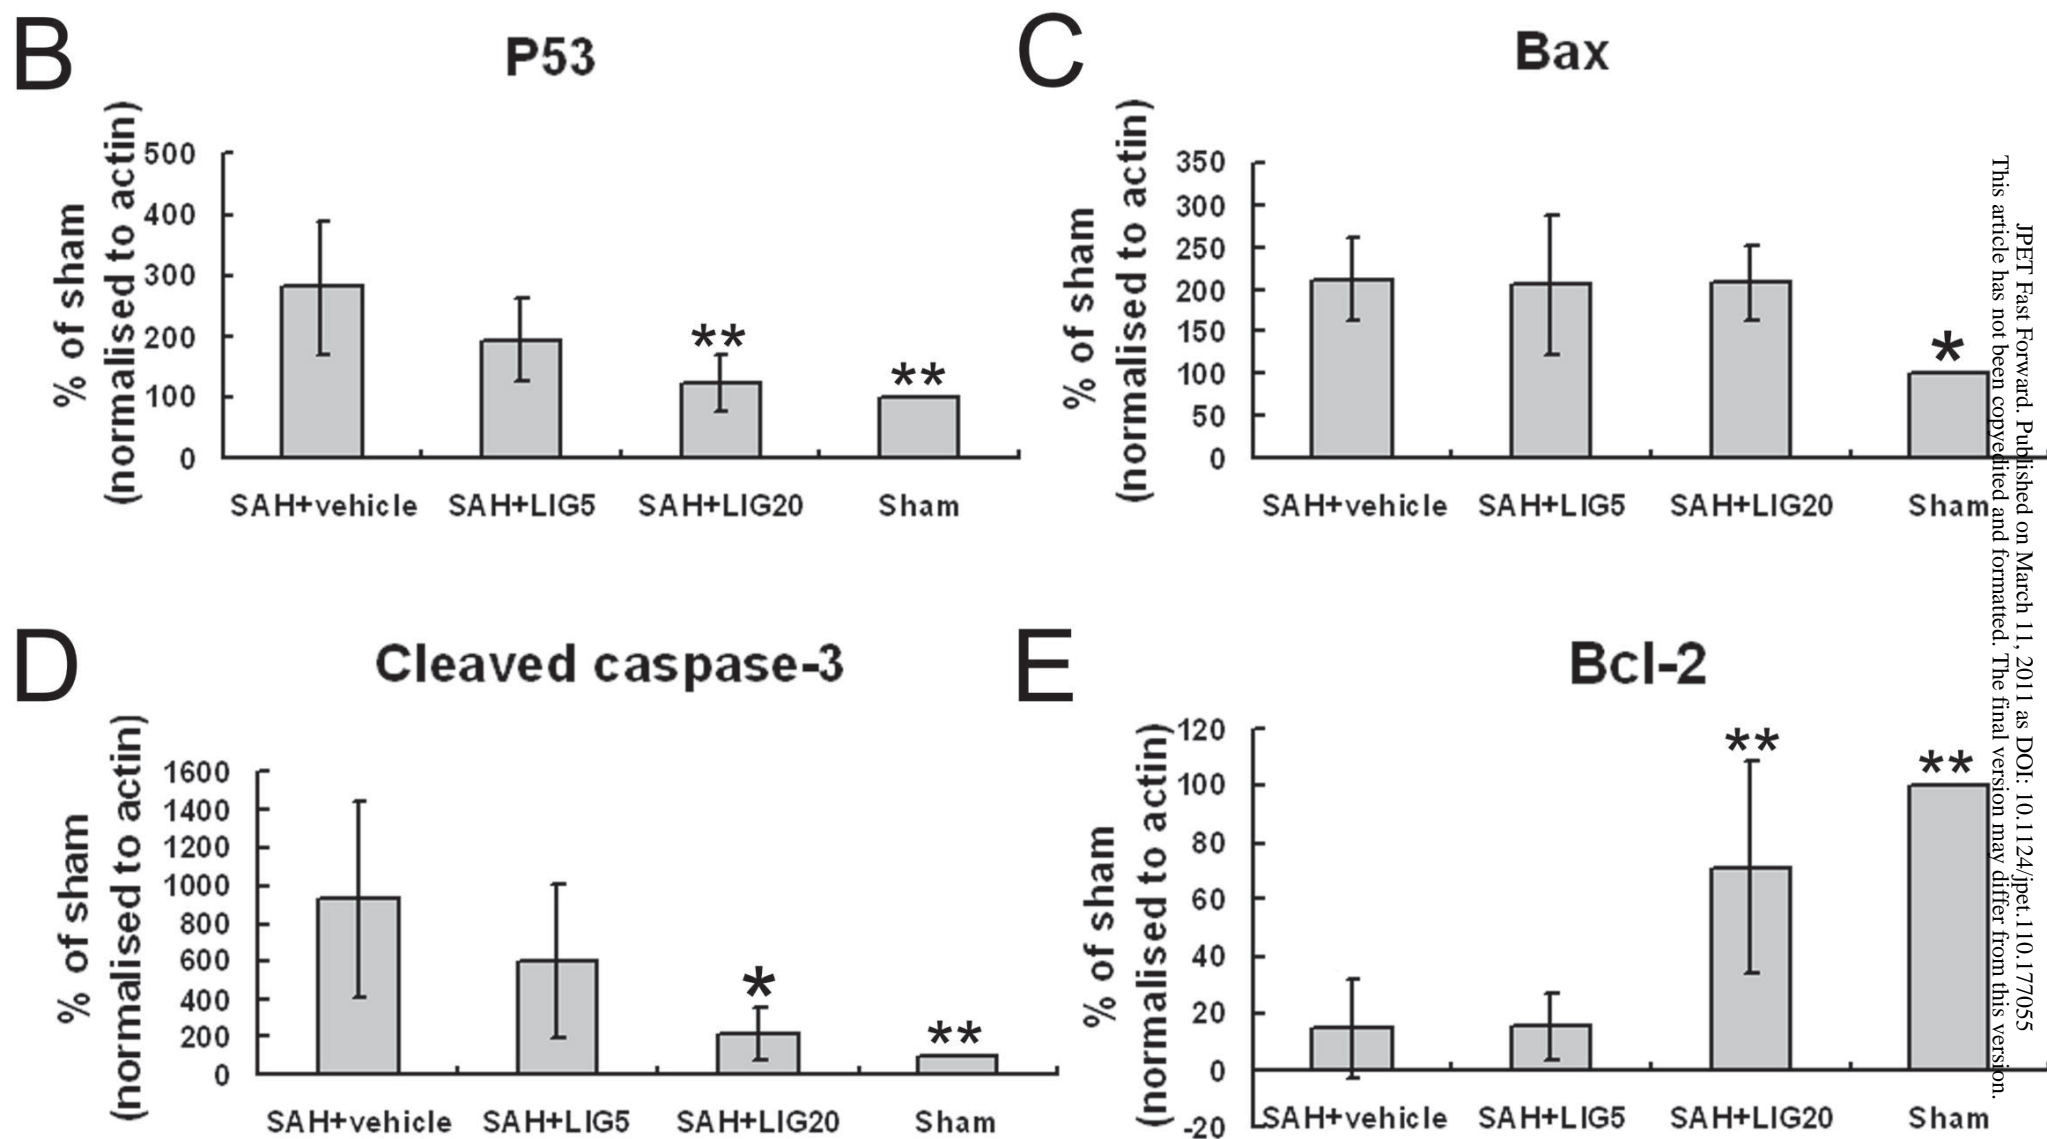 B
P53
% of sham
(normalised to actin)
500
400
300
200
100
0
**
**
SAH+vehicle SAH+LIG5 SAH+LIG20 Sham
C
Bax
% of sham
(normalised to actin)
350
300
250
200
150
100
50
0
*
SAH+vehicle SAH+LIG5 SAH+LIG20 Sham
D
Cleaved caspase-3
% of sham
(normalised to actin)
1600
1400
1200
1000
800
600
400
200
0
*
**
SAH+vehicle SAH+LIG5 SAH+LIG20 Sham
E
Bcl-2
% of sham
(normalised to actin)
120
100
80
60
40
20
0
-20
**
**
SAH+vehicle SAH+LIG5 SAH+LIG20 Sham
JPET Fast Forward. Published on March 11, 2011 as DOI: 10.1124/jpet.110.177055
This article has not been copyedited and formatted. The final version may differ from this version.